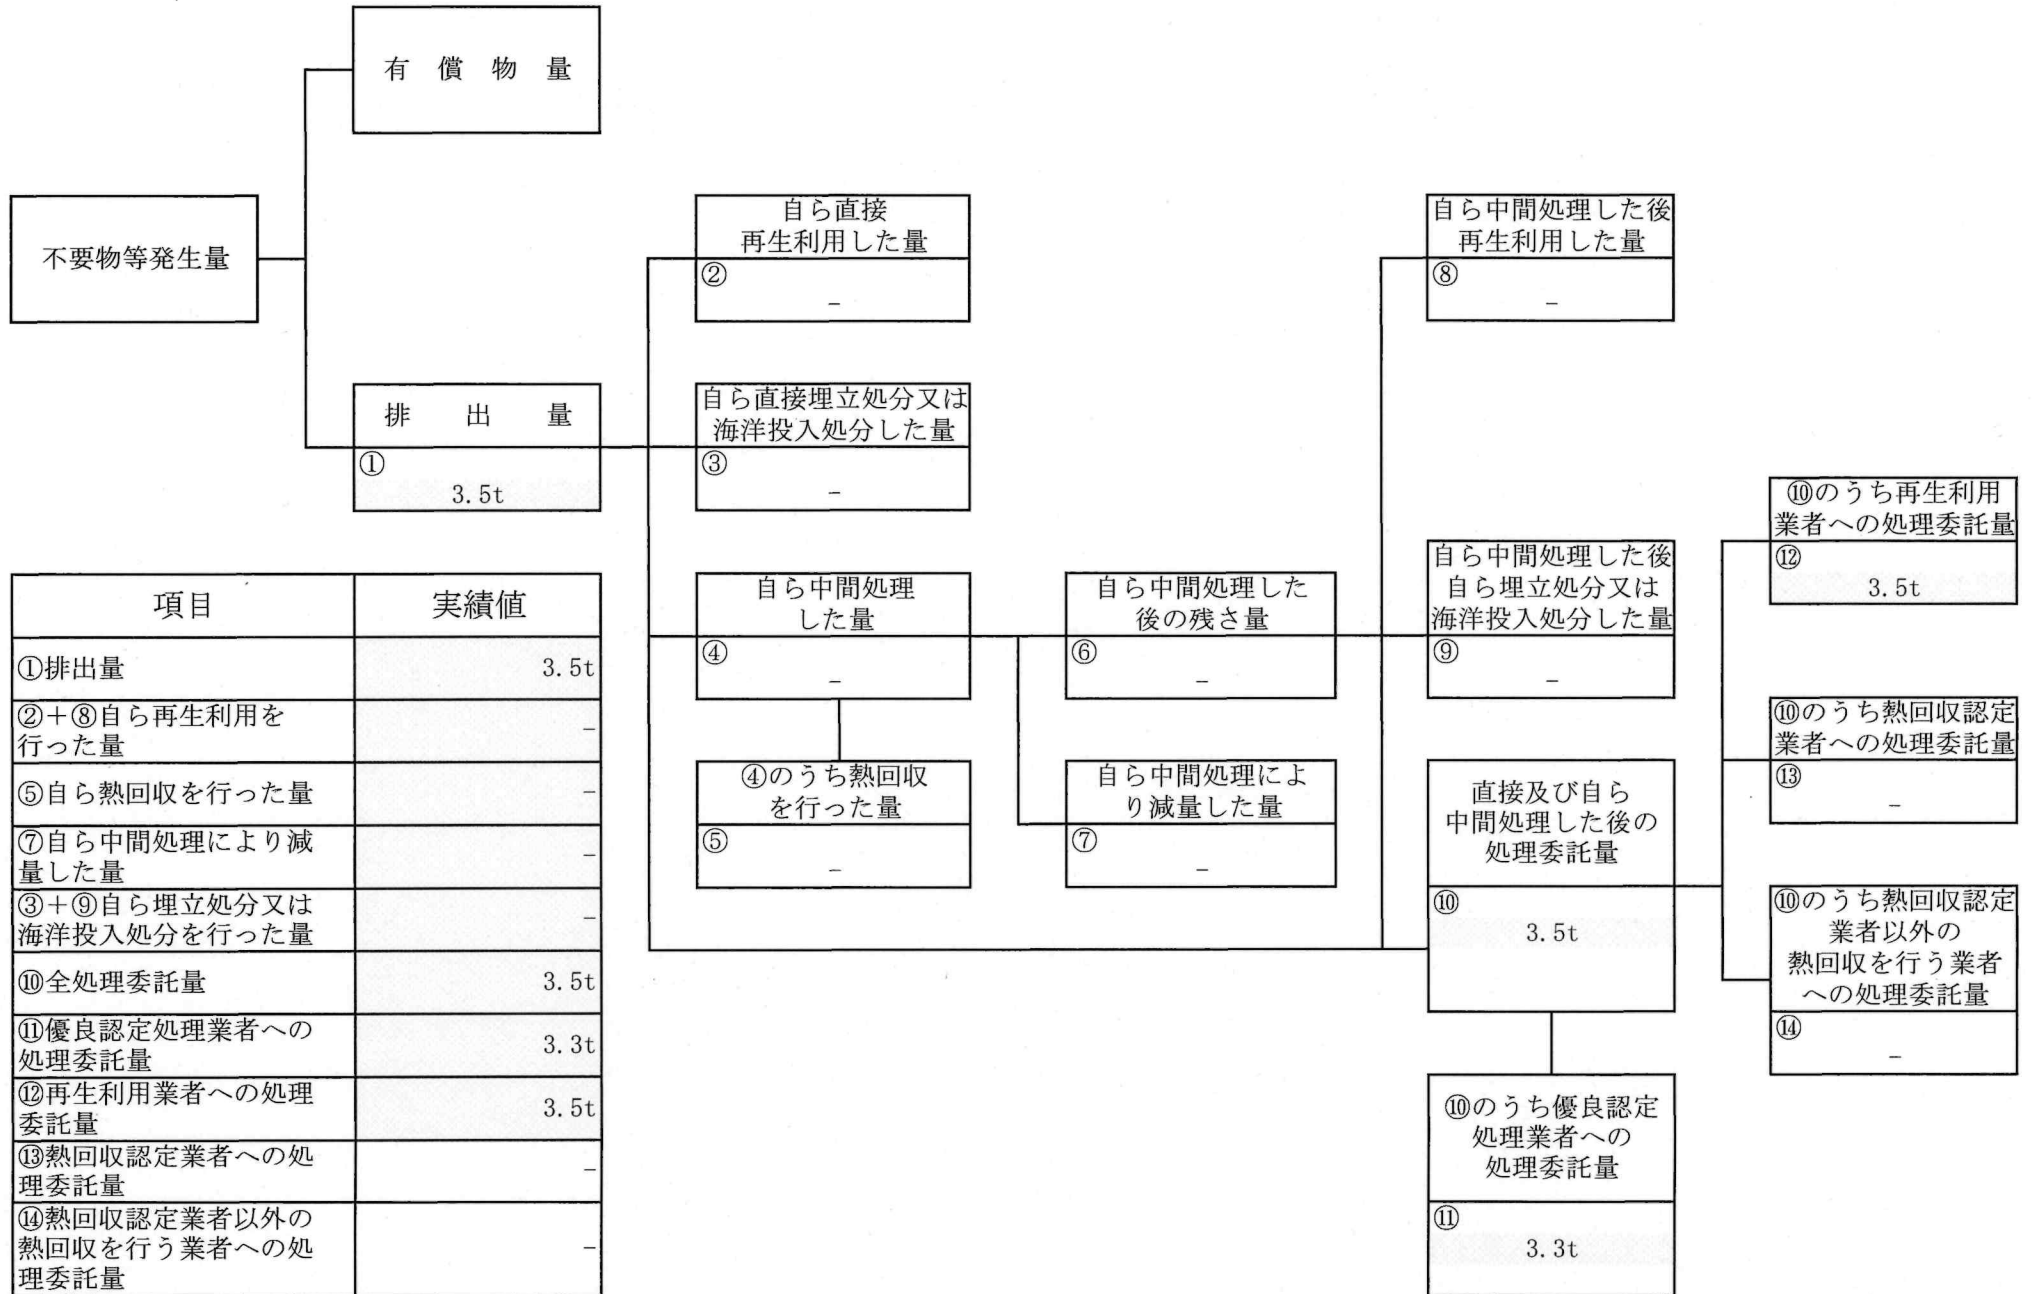 有償物量
不要物等発生量
排出量
①
3.5t
自ら直接
再生利用した量
②
－
自ら直接埋立処分又は
海洋投入処分した量
③
－
自ら中間処理
した量
④
－
④のうち熱回収
を行った量
⑤
－
自ら中間処理した
後の残さ量
⑥
－
自ら中間処理によ
り減量した量
⑦
－
自ら中間処理した後
再生利用した量
⑧
－
自ら中間処理した後
自ら埋立処分又は
海洋投入処分した量
⑨
－
直接及び自ら
中間処理した後の
処理委託量
⑩
3.5t
⑩のうち優良認定
処理業者への
処理委託量
⑪
3.3t
⑩のうち再生利用
業者への処理委託量
⑫
3.5t
⑩のうち熱回収認定
業者への処理委託量
⑬
－
⑩のうち熱回収認定
業者以外の
熱回収を行う業者
への処理委託量
⑭
－
項目 実績値
①排出量 3.5t
②＋⑧自ら再生利用を
行った量 －
⑤自ら熱回収を行った量 －
⑦自ら中間処理により減
量した量 －
③＋⑨自ら埋立処分又は
海洋投入処分を行った量 －
⑩全処理委託量 3.5t
⑪優良認定処理業者への
処理委託量 3.3t
⑫再生利用業者への処理
委託量 3.5t
⑬熱回収認定業者への処
理委託量 －
⑭熱回収認定業者以外の
熱回収を行う業者への処
理委託量 －